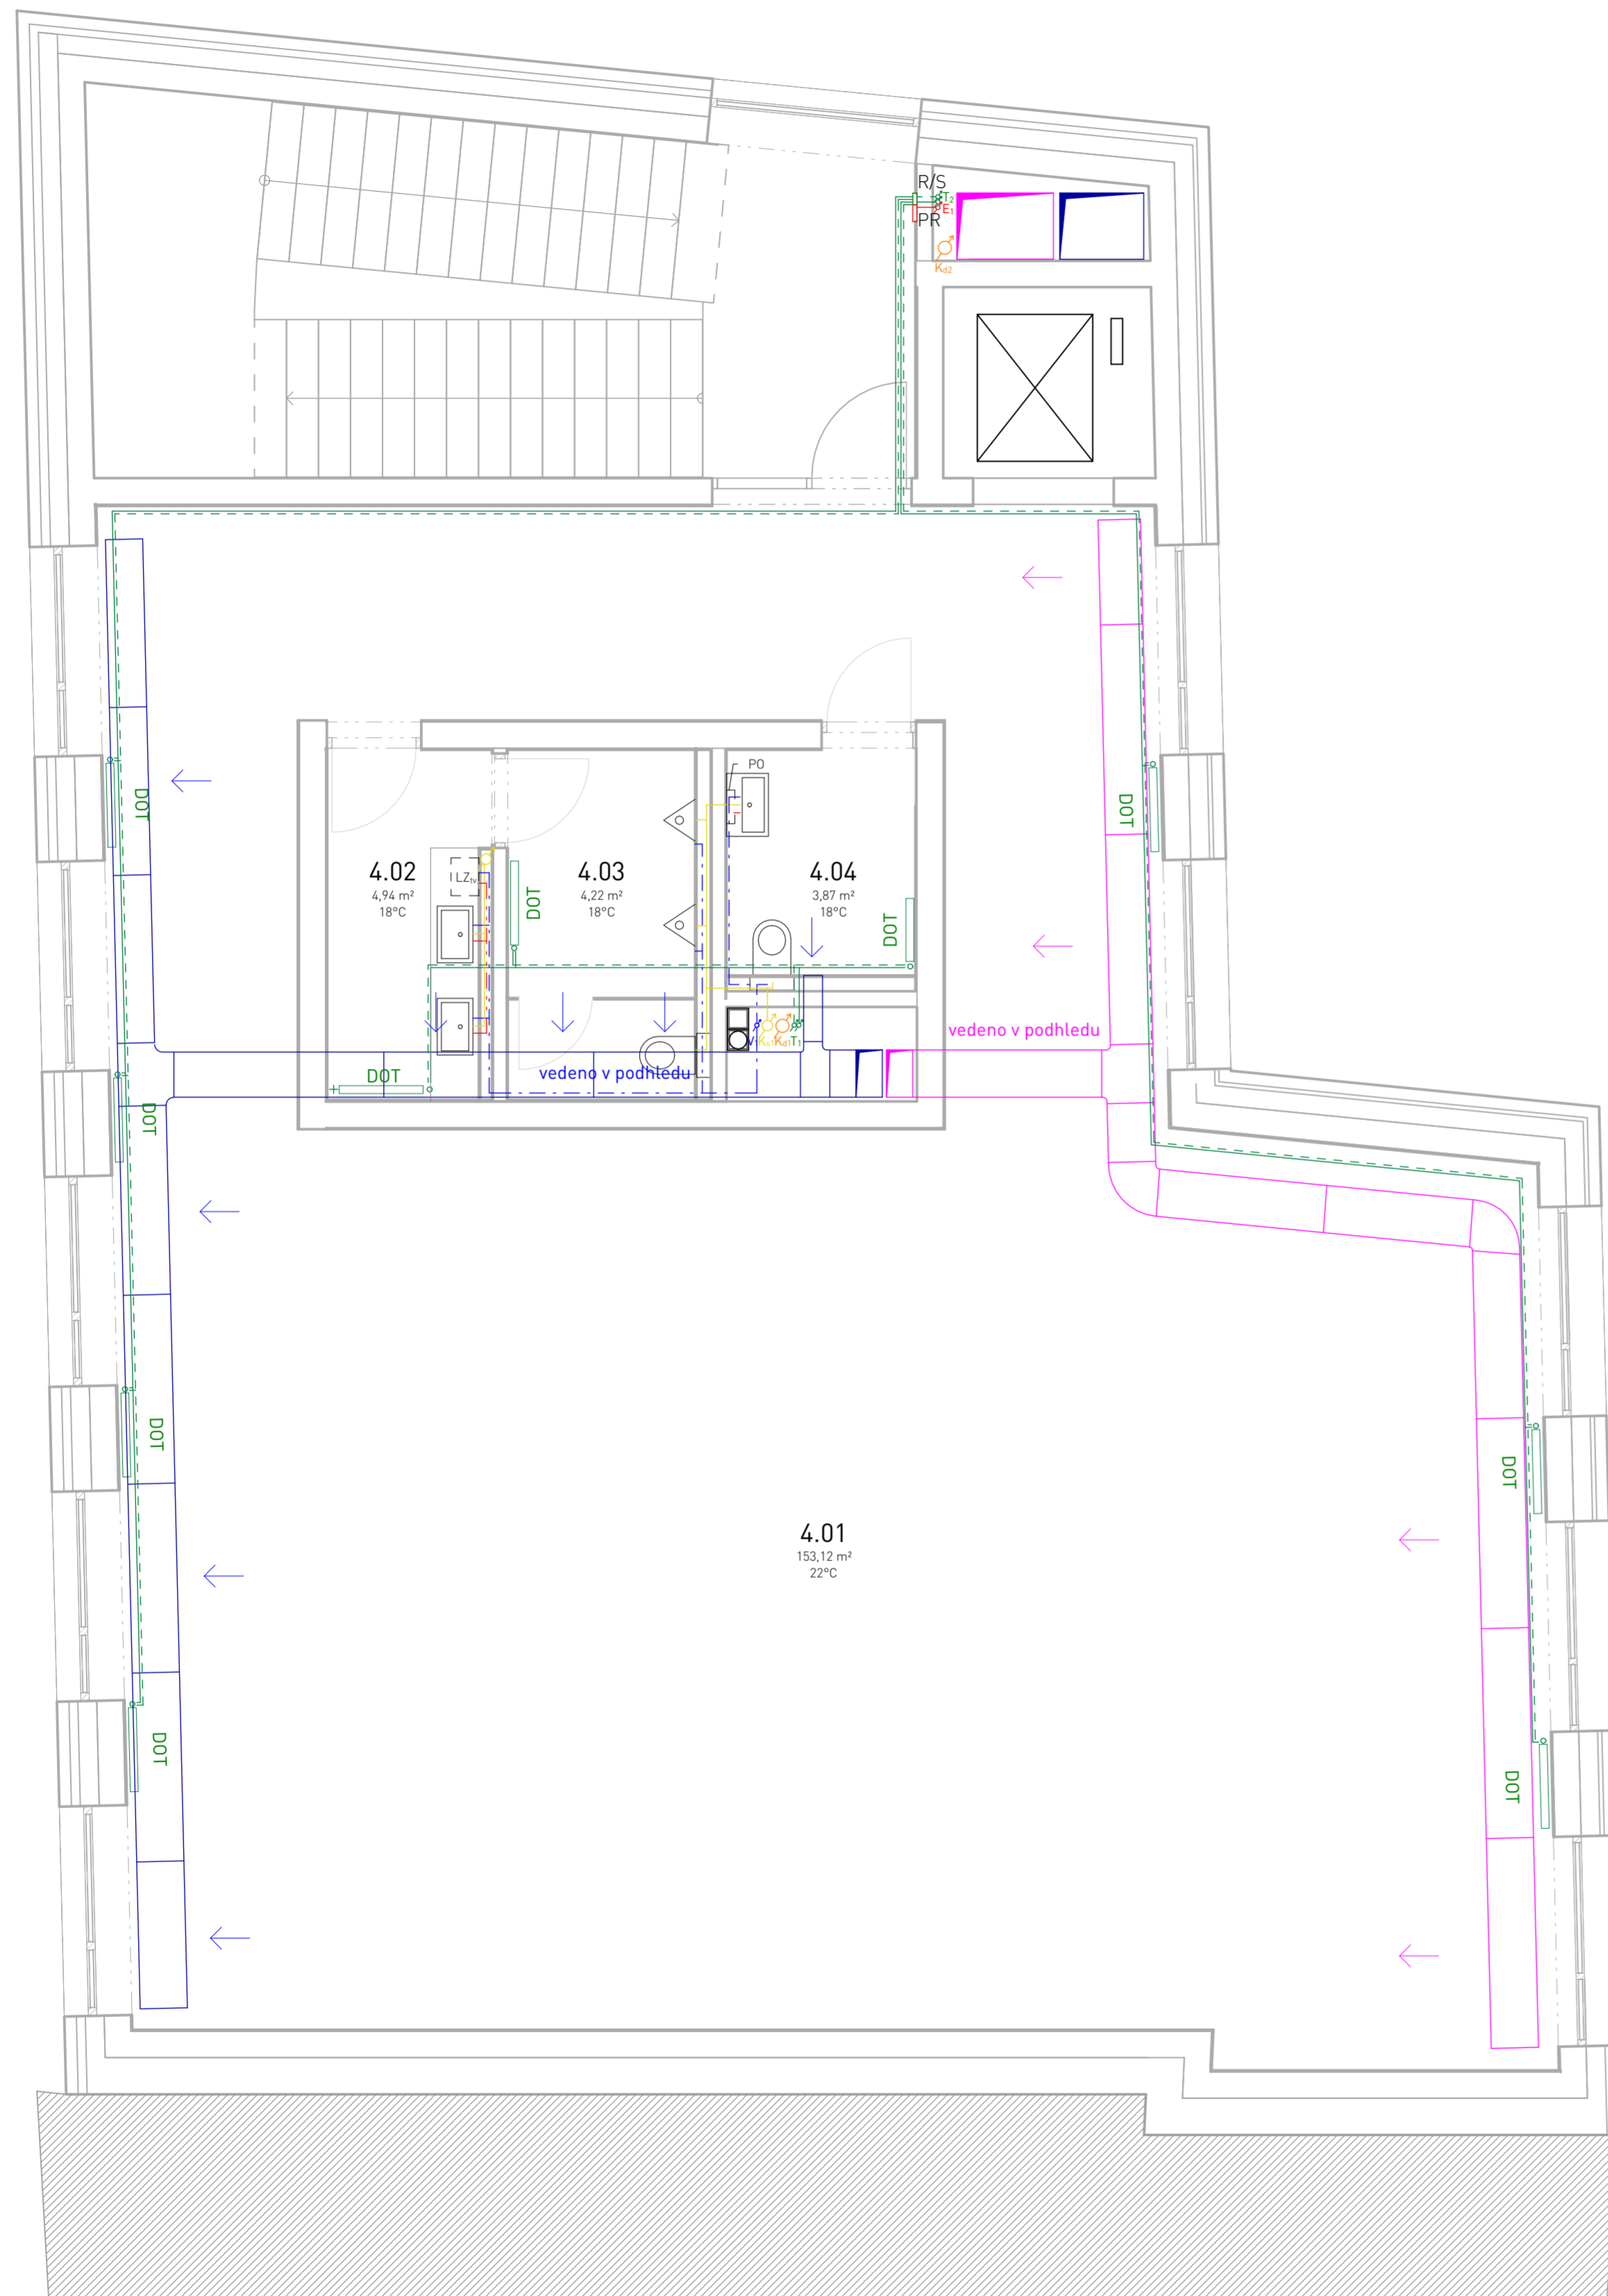 R/S
T₂
E₁
PR
Kd2
DOT
DOT
PO
4.02
4,94 m²
18°C
LZtv
4.03
4,22 m²
18°C
4.04
3,87 m²
18°C
DOT
DOT
V
Kd1
T₁
vedeno v podhledu
vedeno v podhledu
DOT
DOT
DOT
DOT
DOT
4.01
153,12 m²
22°C
DOT
DOT